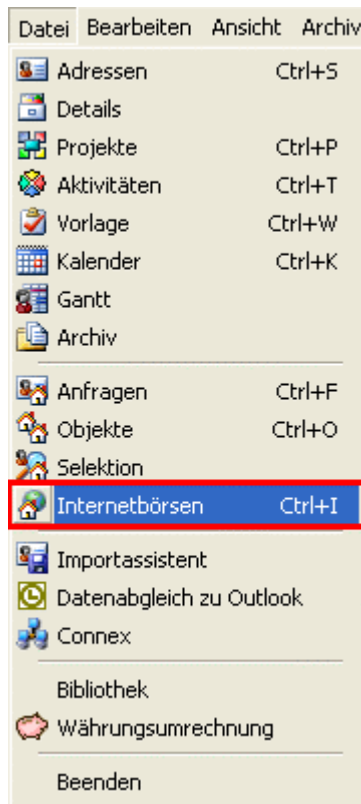 Datei Bearbeiten Ansicht Archiv
Adressen Ctrl+S
Details
Projekte Ctrl+P
Aktivitäten Ctrl+T
Vorlage Ctrl+W
Kalender Ctrl+K
Gantt
Archiv
Anfragen Ctrl+F
Objekte Ctrl+O
Selektion
Internetbörsen Ctrl+I
Importassistent
Datenabgleich zu Outlook
Connex
Bibliothek
Währungsumrechnung
Beenden